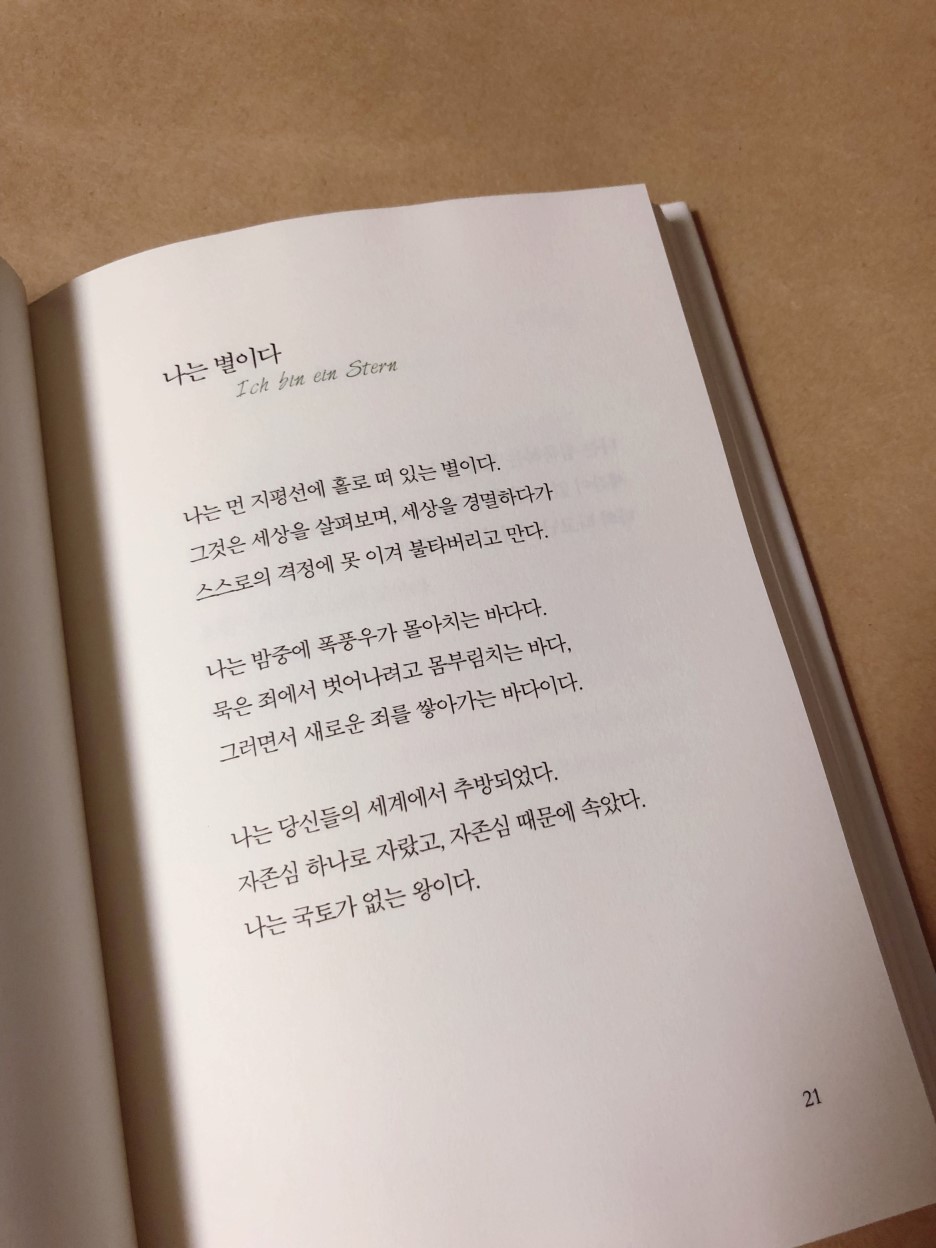 나는 별이다
Ich bin ein Stern
나는 먼 지평선에 홀로 떠 있는 별이다.
그것은 세상을 살펴보며, 세상을 경멸하다가
스스로의 격정에 못 이겨 불타버리고 만다.
나는 밤중에 폭풍우가 몰아치는 바다다.
묵은 죄에서 벗어나려고 몸부림치는 바다,
그러면서 새로운 죄를 쌓아가는 바다이다.
나는 당신들의 세계에서 추방되었다.
자존심 하나로 자랐고, 자존심 때문에 속았다.
나는 국토가 없는 왕이다.
21